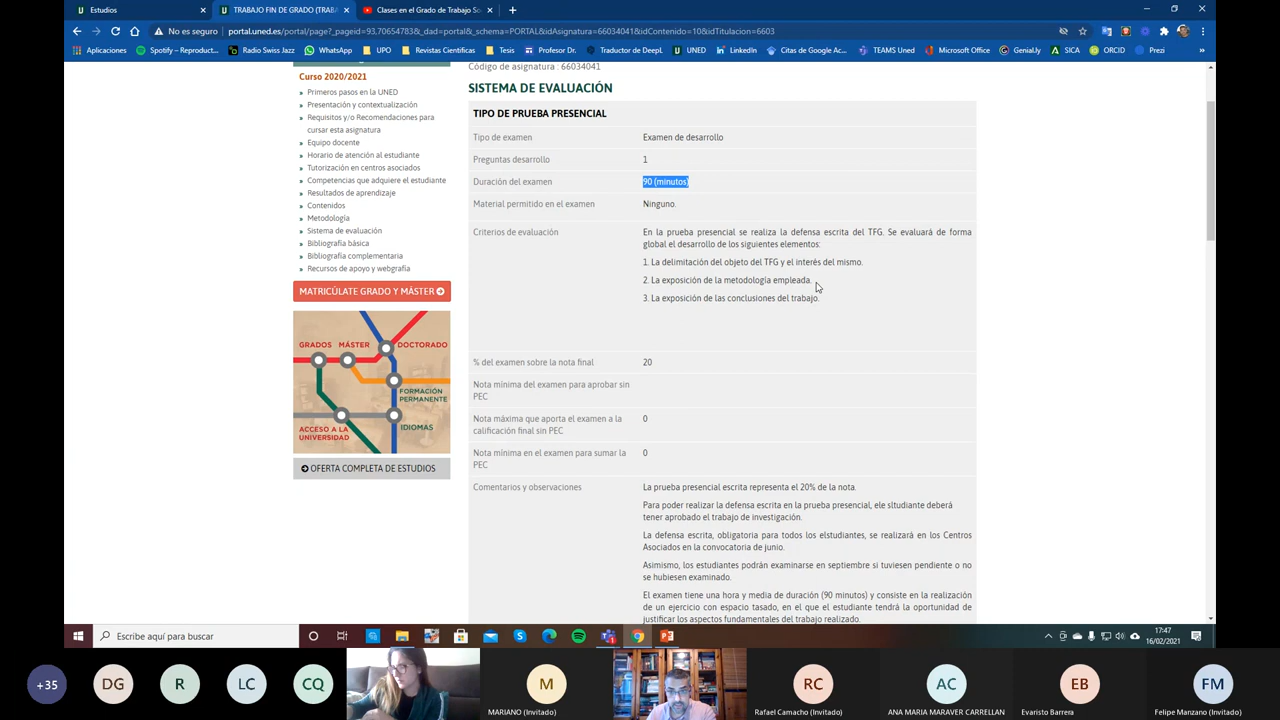 Estudios
TRABAJO FIN DE GRADO (TRABA
Clases en el Grado de Trabajo So
No es seguro
portal.uned.es/portal/page?_pageid=93,70654783&_dad=portal&_schema=PORTAL&idAsignatura=66034041&idContenido=10&idTitulacion=6603
Aplicaciones
Spotify – Reproduct...
Radio Swiss Jazz
WhatsApp
UPO
Revistas Cientificas
Tesis
Profesor Dr.
Traductor de DeepL
UNED
LinkedIn
Citas de Google Ac...
TEAMS Uned
Microsoft Office
Genial.ly
SICA
ORCID
Prezi
Código de asignatura : 66034041
Curso 2020/2021
Primeros pasos en la UNED
Presentación y contextualización
Requisitos y/o Recomendaciones para
cursar esta asignatura
Equipo docente
Horario de atención al estudiante
Tutorización en centros asociados
Competencias que adquiere el estudiante
Resultados de aprendizaje
Contenidos
Metodología
Sistema de evaluación
Bibliografía básica
Bibliografía complementaria
Recursos de apoyo y webgrafía
MATRICÚLATE GRADO Y MÁSTER
GRADOS MÁSTER DOCTORADO
FORMACIÓN
PERMANENTE
ACCESO A LA
UNIVERSIDAD
IDIOMAS
OFERTA COMPLETA DE ESTUDIOS
SISTEMA DE EVALUACIÓN
TIPO DE PRUEBA PRESENCIAL
Tipo de examen Examen de desarrollo
Preguntas desarrollo 1
Duración del examen 90 (minutos)
Material permitido en el examen Ninguno.
Criterios de evaluación En la prueba presencial se realiza la defensa escrita del TFG. Se evaluará de forma
global el desarrollo de los siguientes elementos:
1. La delimitación del objeto del TFG y el interés del mismo.
2. La exposición de la metodología empleada.
3. La exposición de las conclusiones del trabajo.
% del examen sobre la nota final 20
Nota mínima del examen para aprobar sin
PEC
Nota máxima que aporta el examen a la 0
calificación final sin PEC
Nota mínima en el examen para sumar la 0
PEC
Comentarios y observaciones La prueba presencial escrita representa el 20% de la nota.
Para poder realizar la defensa escrita en la prueba presencial, ele sltudiante deberá
tener aprobado el trabajo de investigación.
La defensa escrita, obligatoria para todos los elstudiantes, se realizará en los Centros
Asociados en la convocatoria de junio.
Asimismo, los estudiantes podrán examinarse en septiembre si tuviesen pendiente o no
se hubiesen examinado.
El examen tiene una hora y media de duración (90 minutos) y consiste en la realización
de un ejercicio con espacio tasado, en el que el estudiante tendrá la oportunidad de
justificar los aspectos fundamentales del trabajo realizado.
Escribe aquí para buscar
17:47
16/02/2021
+35
DG
R
LC
CQ
M
MARIANO (Invitado)
RC
Rafael Camacho (Invitado)
AC
ANA MARIA MARAVER CARRELLAN
EB
Evaristo Barrera
FM
Felipe Manzano (Invitado)